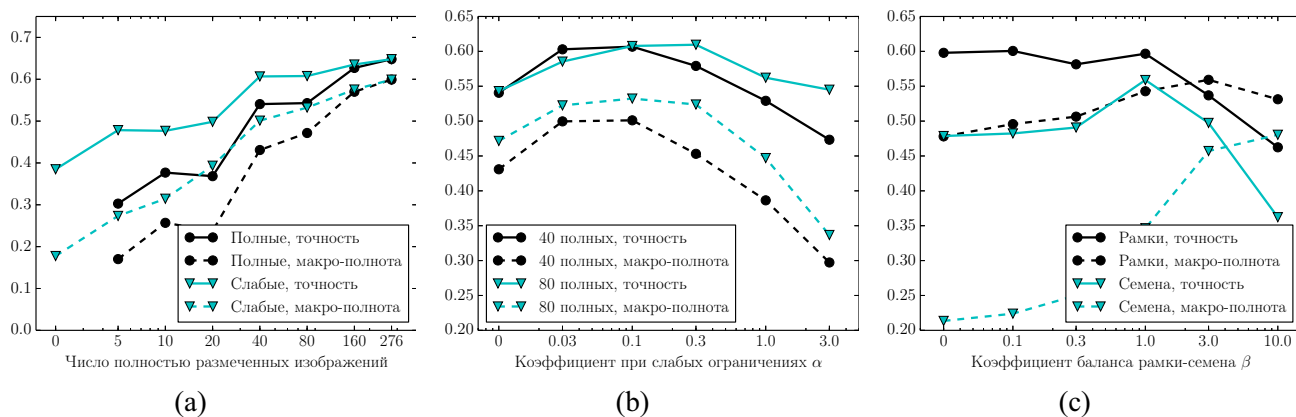 0.7
0.6
0.5
0.4
0.3
0.2
0.1
0.0
0 5 10 20 40 80 160 276
Число полностью размеченных изображений
Полные, точность
Полные, макро-полнота
Слабые, точность
Слабые, макро-полнота
(a)
0.65
0.60
0.55
0.50
0.45
0.40
0.35
0.30
0.25
0.20
0 0.03 0.1 0.3 1.0 3.0
Коэффициент при слабых ограничениях α
40 полных, точность
40 полных, макро-полнота
80 полных, точность
80 полных, макро-полнота
(b)
0.65
0.60
0.55
0.50
0.45
0.40
0.35
0.30
0.25
0.20
0 0.1 0.3 1.0 3.0 10.0
Коэффициент баланса рамки-семена β
Рамки, точность
Рамки, макро-полнота
Семена, точность
Семена, макро-полнота
(c)